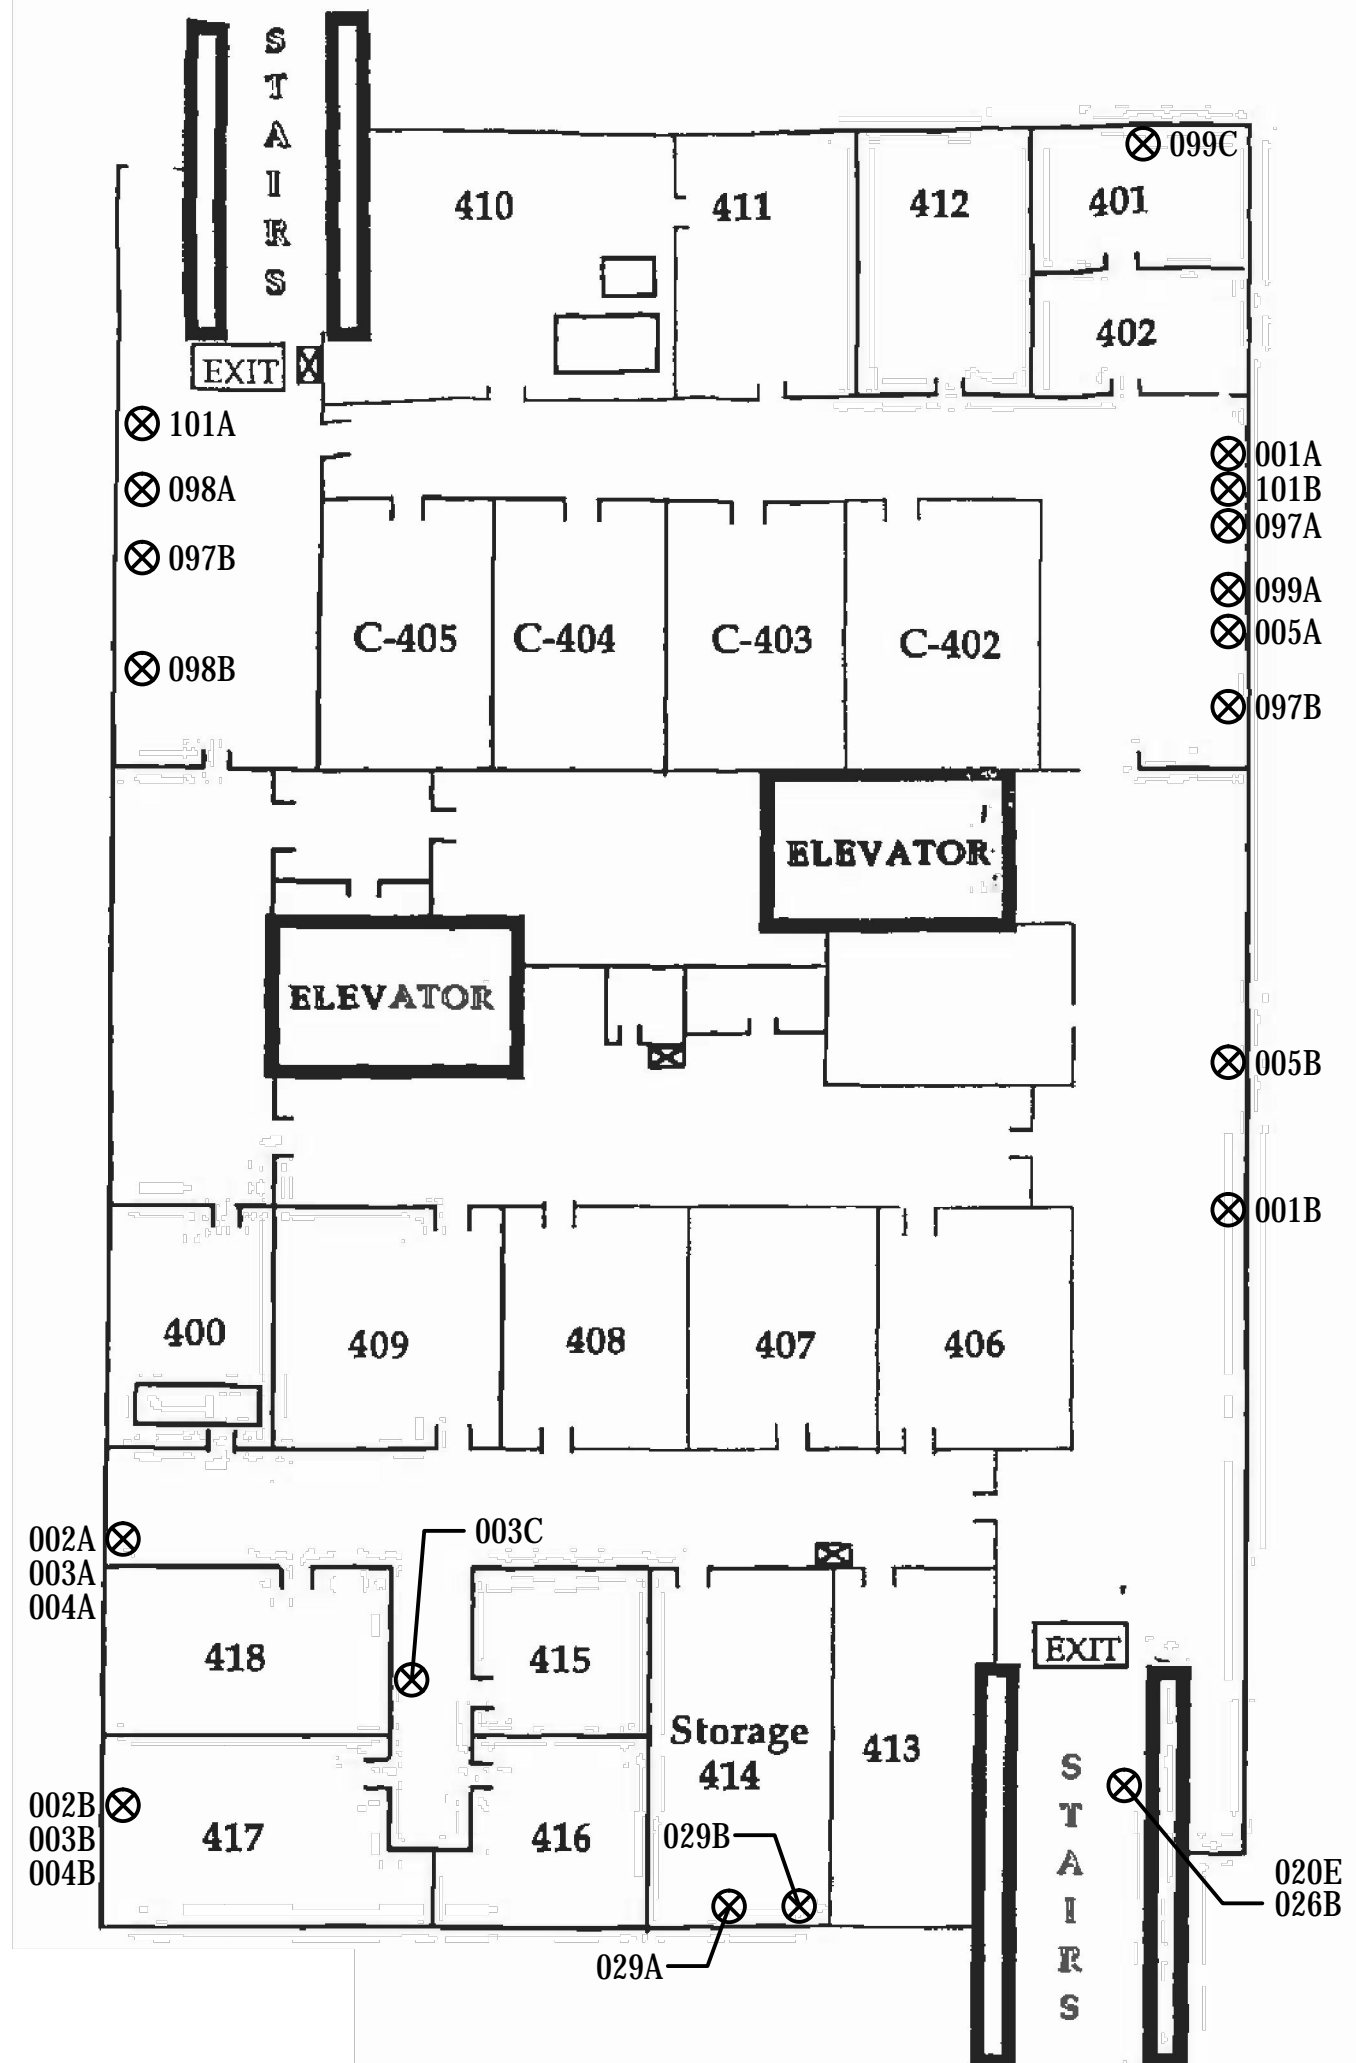 S
T
A
I
R
S
099C
410
411
412
401
402
EXIT
101A
098A
097B
098B
001A
101B
097A
099A
005A
097B
C-405
C-404
C-403
C-402
ELEVATOR
ELEVATOR
005B
001B
400
409
408
407
406
002A
003A
004A
003C
418
415
EXIT
Storage
414
413
002B
003B
004B
417
416
029B
029A
S
T
A
I
R
S
020E
026B